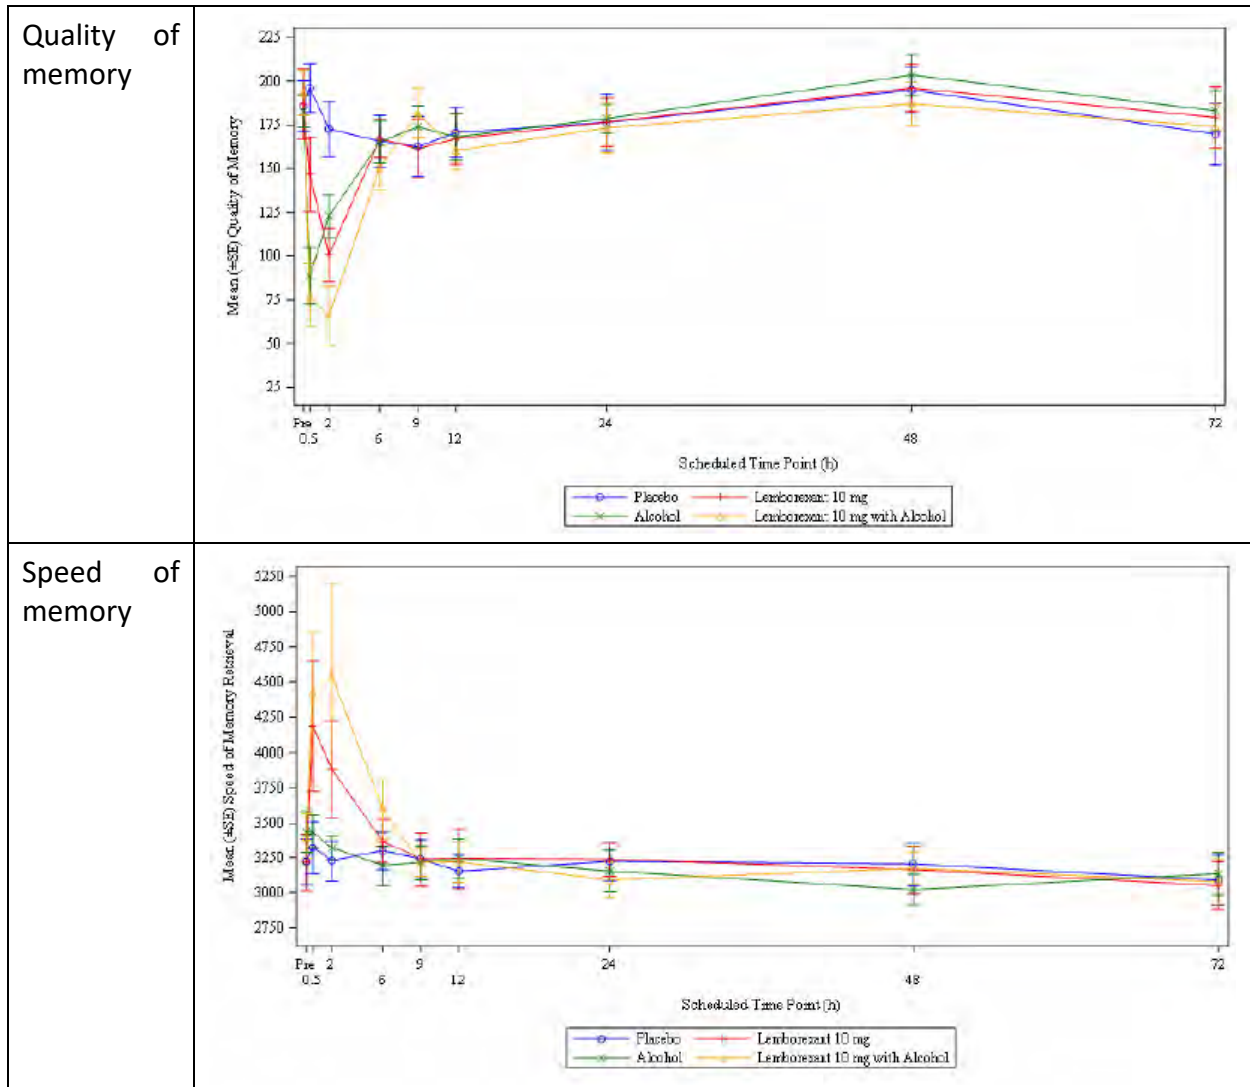 Quality of
memory
225
200
175
150
125
100
75
50
25
Mean (±SE) Quality of Memory
Pre 2 9 24 72
0.5 6 12 48
Scheduled Time Point (h)
Placebo Lemborexant 10 mg
Alcohol Lemborexant 10 mg with Alcohol
Speed of
memory
5250
5000
4750
4500
4250
4000
3750
3500
3250
3000
2750
Mean (±SE) Speed of Memory Retrieval
Pre 2 9 24 72
0.5 6 12 48
Scheduled Time Point (h)
Placebo Lemborexant 10 mg
Alcohol Lemborexant 10 mg with Alcohol